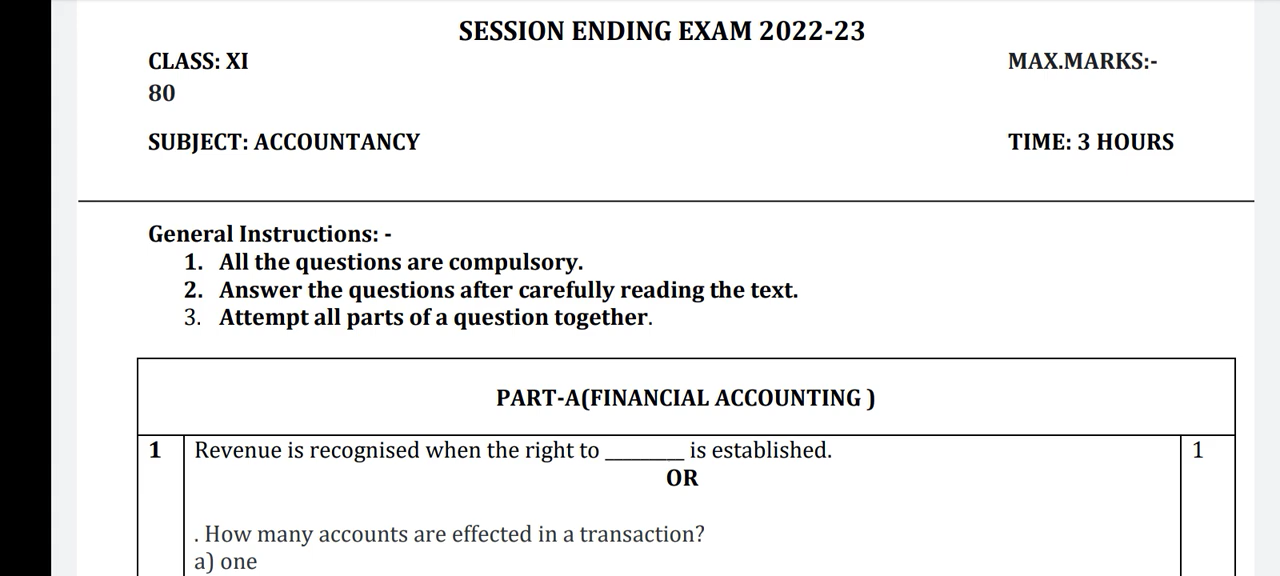 SESSION ENDING EXAM 2022-23
CLASS: XI MAX.MARKS:-
80
SUBJECT: ACCOUNTANCY TIME: 3 HOURS
General Instructions: -
1. All the questions are compulsory.
2. Answer the questions after carefully reading the text.
3. Attempt all parts of a question together.
PART-A(FINANCIAL ACCOUNTING )
1 Revenue is recognised when the right to ________ is established. 1
OR
. How many accounts are effected in a transaction?
a) one